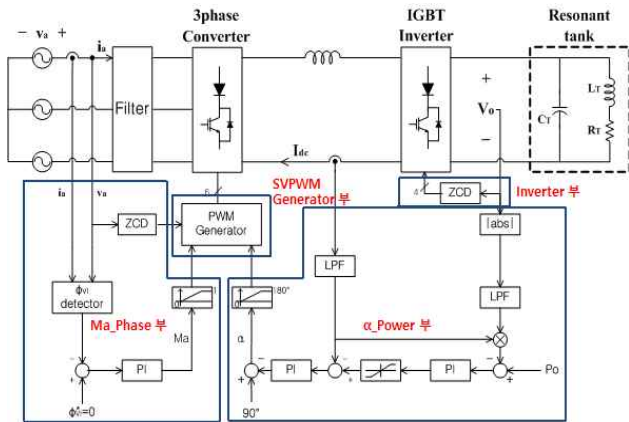 3phase
Converter
IGBT
Inverter
Resonant
tank
− va +
ia
Filter
+
Vo
−
CT
LT
RT
Idc
ia
va
6
SVPWM
Generator 부
4
ZCD
Inverter 부
ZCD
PWM
Generator
|abs|
LPF
ΦVI
detector
0
1
0
180°
LPF
Ma_Phase 부
Ma
α
α_Power 부
−
+
PI
−
−
PI
−
+
PI
−
+
Po
90°